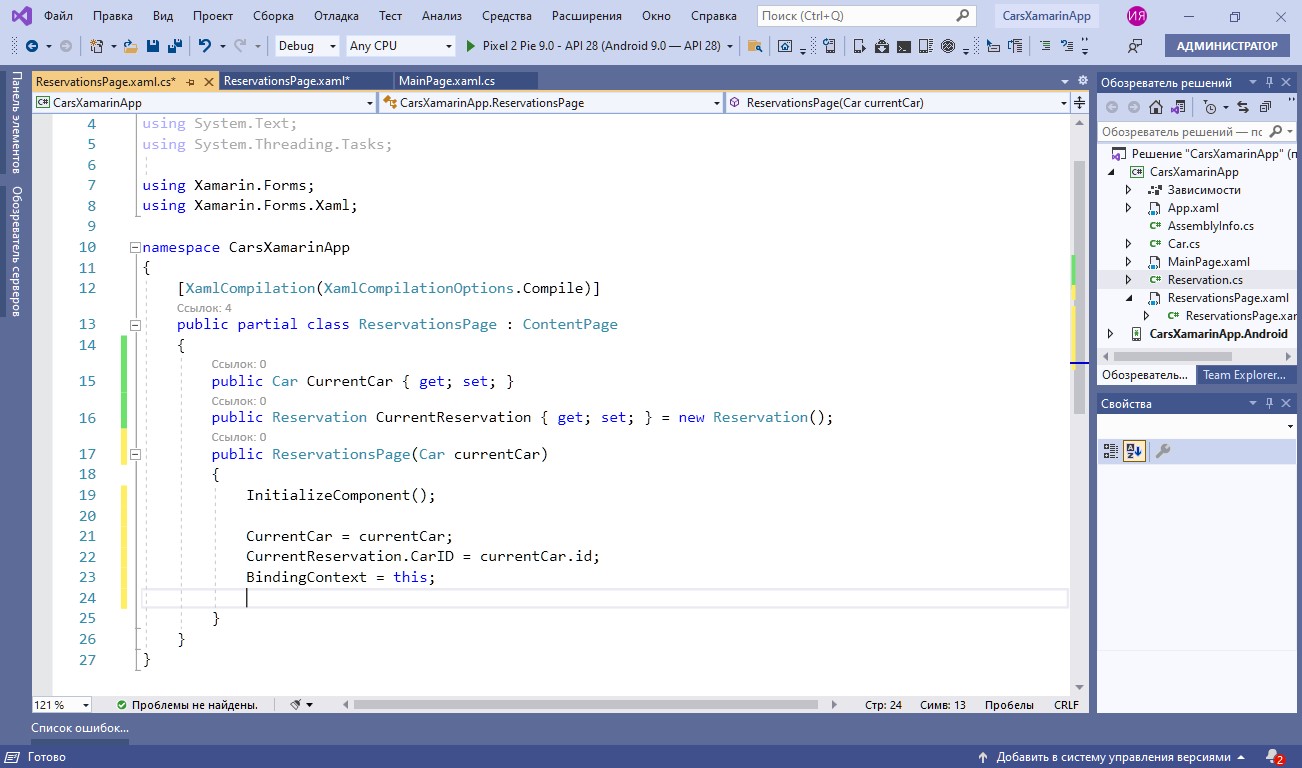 Файл Правка Вид Проект Сборка Отладка Тест Анализ Средства Расширения Окно Справка Поиск (Ctrl+Q) CarsXamarinApp ИЯ
Debug Any CPU Pixel 2 Pie 9.0 - API 28 (Android 9.0 — API 28) АДМИНИСТРАТОР
Панель элементов
Обозреватель серверов
ReservationsPage.xaml.cs* ReservationsPage.xaml* MainPage.xaml.cs
CarsXamarinApp CarsXamarinApp.ReservationsPage ReservationsPage(Car currentCar)
4 using System.Text;
5 using System.Threading.Tasks;
6
7 using Xamarin.Forms;
8 using Xamarin.Forms.Xaml;
9
10 namespace CarsXamarinApp
11 {
12 [XamlCompilation(XamlCompilationOptions.Compile)]
Ссылок: 4
13 public partial class ReservationsPage : ContentPage
14 {
Ссылок: 0
15 public Car CurrentCar { get; set; }
Ссылок: 0
16 public Reservation CurrentReservation { get; set; } = new Reservation();
Ссылок: 0
17 public ReservationsPage(Car currentCar)
18 {
19 InitializeComponent();
20
21 CurrentCar = currentCar;
22 CurrentReservation.CarID = currentCar.id;
23 BindingContext = this;
24
25 }
26 }
27 }
121 % Проблемы не найдены. Стр: 24 Симв: 13 Пробелы CRLF
Обозреватель решений
Обозреватель решений — пс
Решение "CarsXamarinApp" (п
CarsXamarinApp
Зависимости
App.xaml
AssemblyInfo.cs
Car.cs
MainPage.xaml
Reservation.cs
ReservationsPage.xaml
ReservationsPage.xar
CarsXamarinApp.Android
Обозреватель... Team Explorer...
Свойства
Список ошибок...
Готово Добавить в систему управления версиями 2